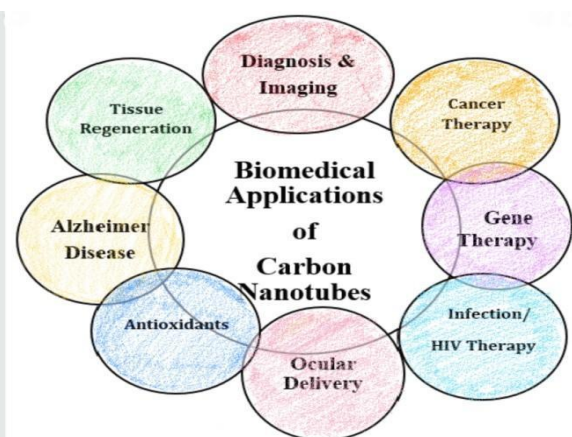 Diagnosis &
Imaging
Cancer
Therapy
Gene
Therapy
Infection/
HIV Therapy
Ocular
Delivery
Antioxidants
Alzheimer
Disease
Tissue
Regeneration
Biomedical
Applications
of
Carbon
Nanotubes